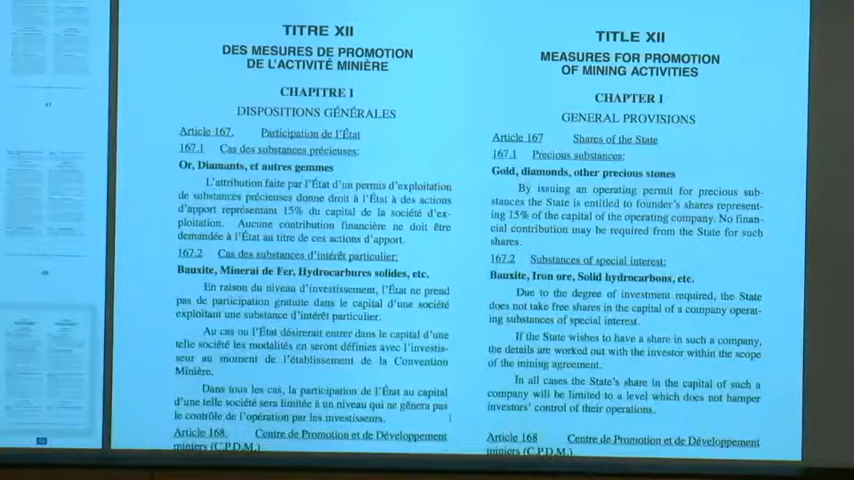 TITRE XII
DES MESURES DE PROMOTION
DE L'ACTIVITÉ MINIÈRE
CHAPITRE I
DISPOSITIONS GÉNÉRALES
Article 167. Participation de l'État
167.1 Cas des substances précieuses:
Or, Diamants, et autres gemmes
L'attribution faite par l'État d'un permis d'exploitation
de substances précieuses donne droit à l'État à des actions
d'apport représentant 15% du capital de la société d'ex-
ploitation. Aucune contribution financière ne doit être
demandée à l'État au titre de ces actions d'apport.
167.2 Cas des substances d'intérêt particulier:
Bauxite, Minerai de Fer, Hydrocarbures solides, etc.
En raison du niveau d'investissement, l'État ne prend
pas de participation gratuite dans le capital d'une société
exploitant une substance d'intérêt particulier.
Au cas ou l'État désirerait entrer dans le capital d'une
telle société les modalités en seront définies avec l'investis-
seur au moment de l'établissement de la Convention
Minière.
Dans tous les cas, la participation de l'État au capital
d'une telle société sera limitée à un niveau qui ne gênera pas
le contrôle de l'opération par les investisseurs.
Article 168. Centre de Promotion et de Développement
miniers (C.P.D.M.)
TITLE XII
MEASURES FOR PROMOTION
OF MINING ACTIVITIES
CHAPTER I
GENERAL PROVISIONS
Article 167 Shares of the State
167.1 Precious substances:
Gold, diamonds, other precious stones
By issuing an operating permit for precious sub-
stances the State is entitled to founder's shares represent-
ing 15% of the capital of the operating company. No finan-
cial contribution may be required from the State for such
shares.
167.2 Substances of special interest:
Bauxite, Iron ore, Solid hydrocarbons, etc.
Due to the degree of investment required, the State
does not take free shares in the capital of a company operat-
ing substances of special interest.
If the State wishes to have a share in such a company,
the details are worked out with the investor within the scope
of the mining agreement.
In all cases the State's share in the capital of such a
company will be limited to a level which does not hamper
investors' control of their operations.
Article 168 Centre de Promotion et de Développement
miniers (C.P.D.M.)